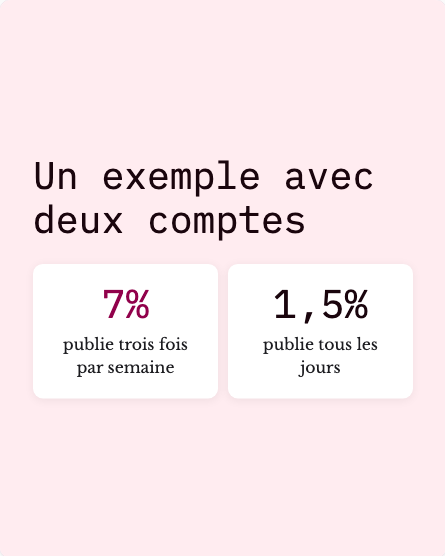 Un exemple avec
deux comptes
7%
publie trois fois
par semaine
1,5%
publie tous les
jours